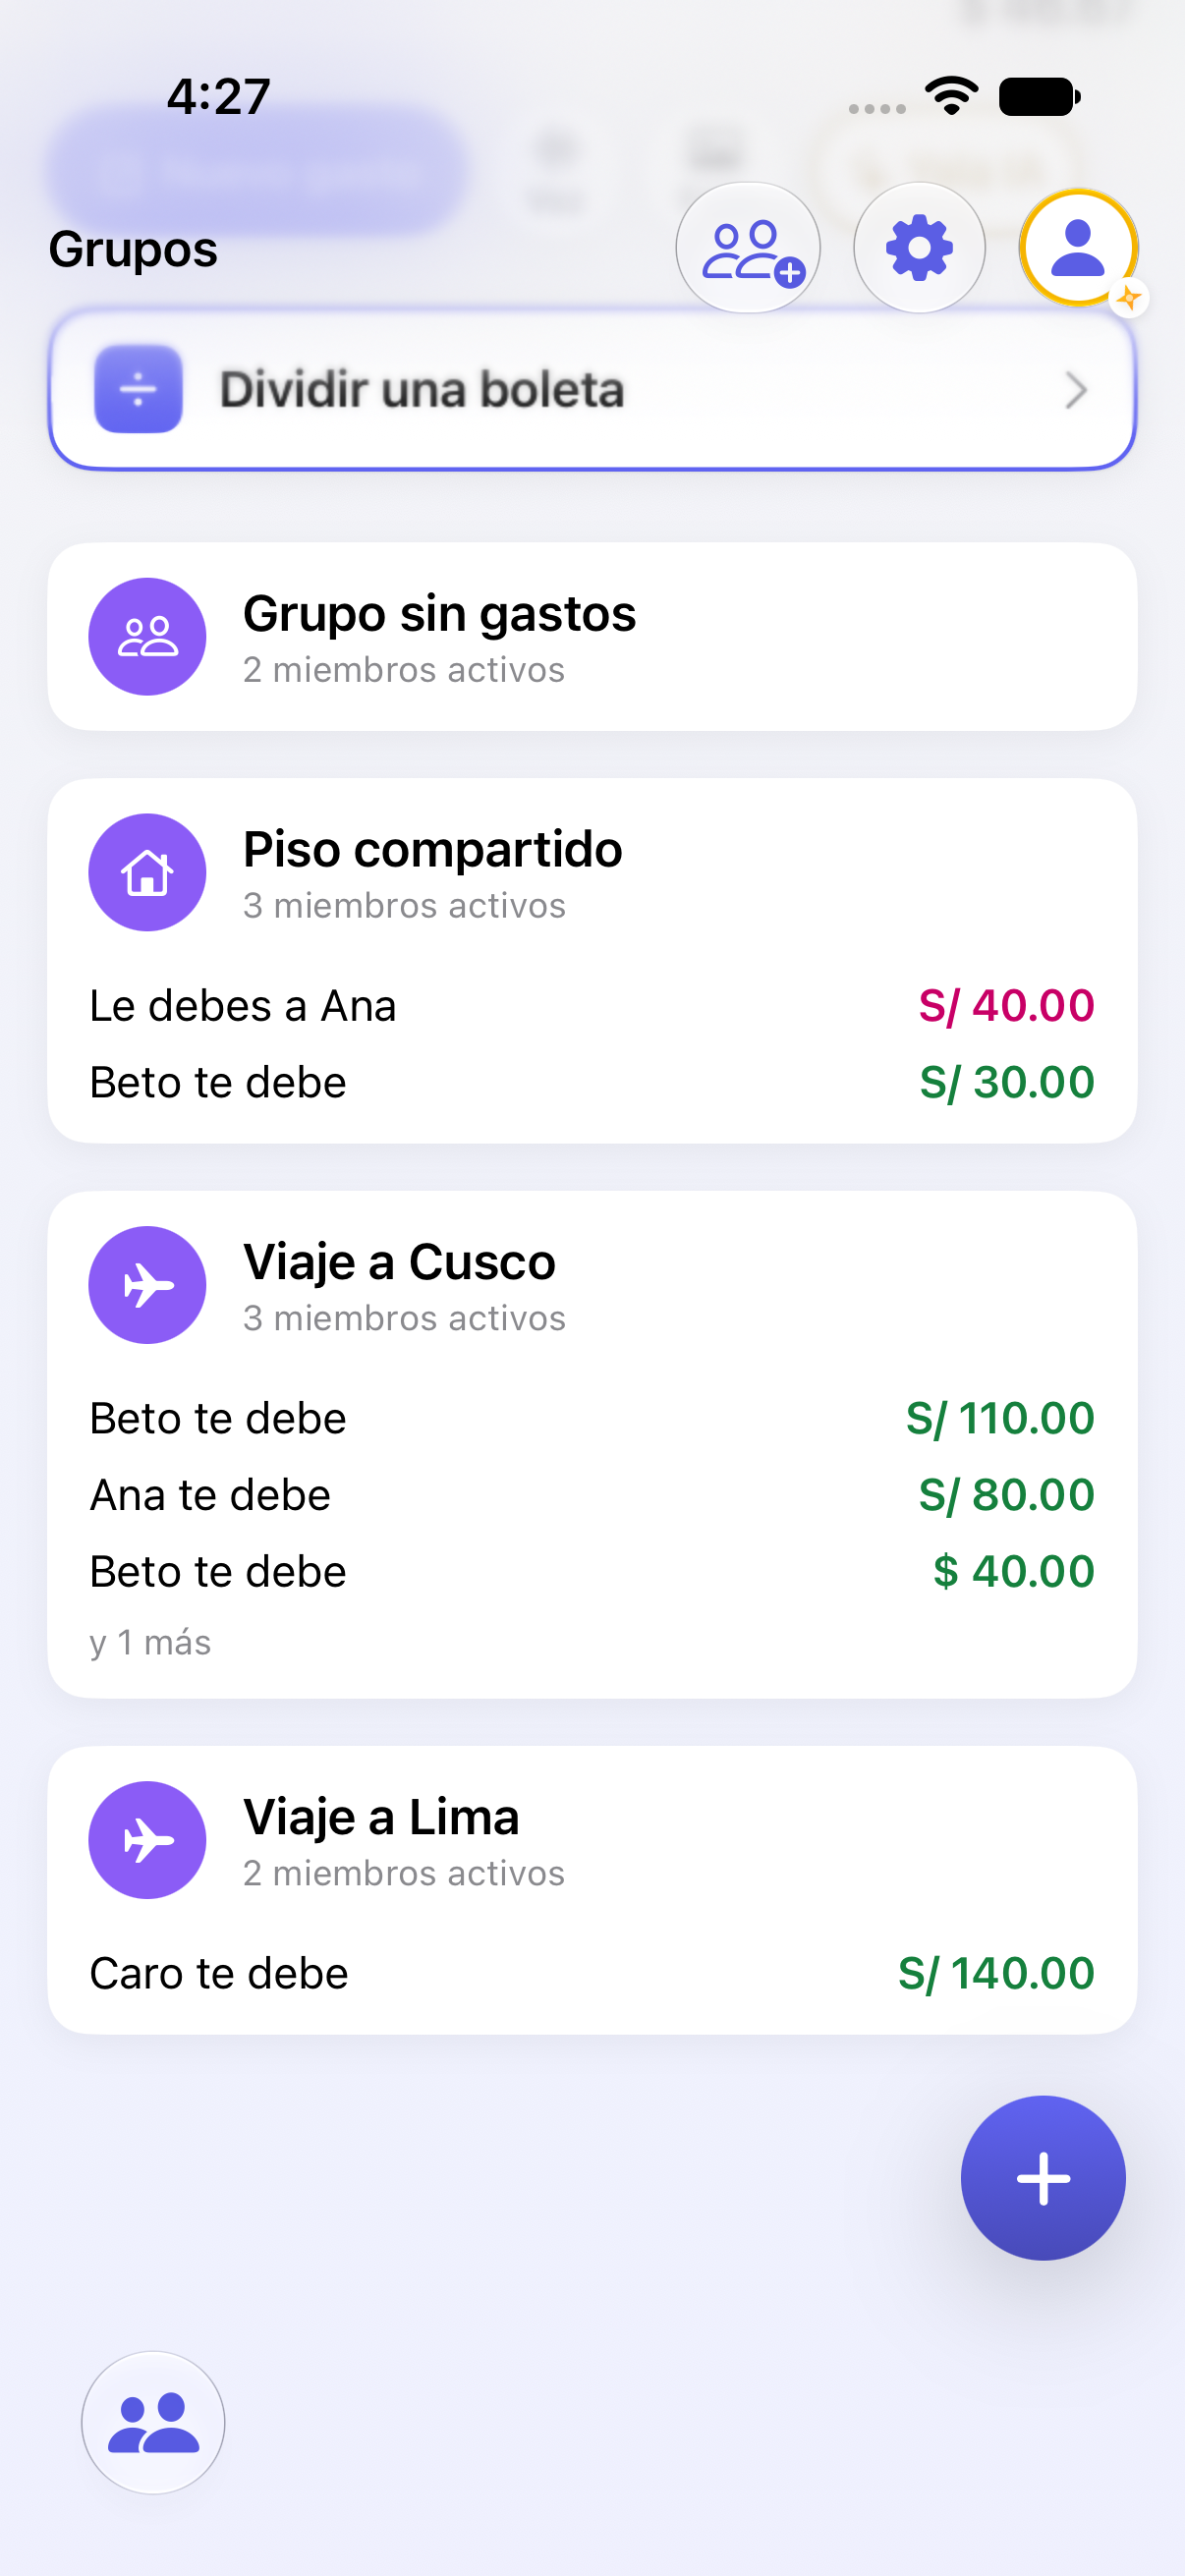 4:27
Grupos
Dividir una boleta
Grupo sin gastos
2 miembros activos
Piso compartido
3 miembros activos
Le debes a Ana S/ 40.00
Beto te debe S/ 30.00
Viaje a Cusco
3 miembros activos
Beto te debe S/ 110.00
Ana te debe S/ 80.00
Beto te debe $ 40.00
y 1 más
Viaje a Lima
2 miembros activos
Caro te debe S/ 140.00